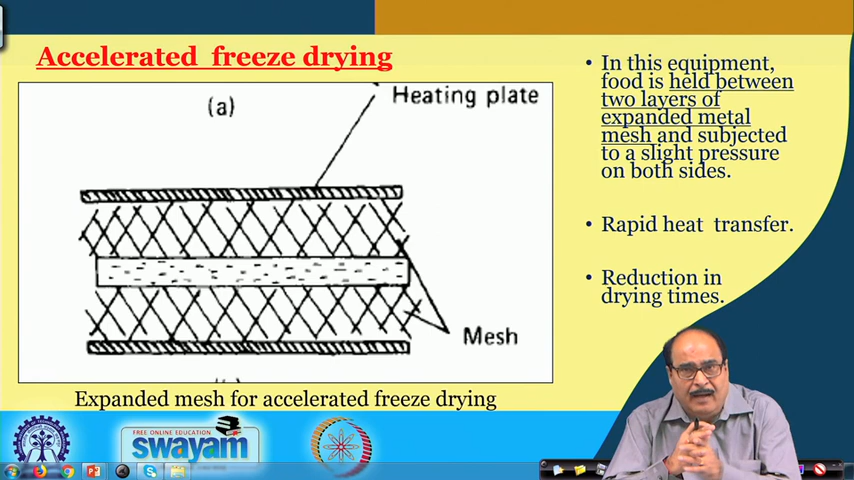 Accelerated freeze drying
(a)
Heating plate
Mesh
Expanded mesh for accelerated freeze drying
• In this equipment,
food is held between
two layers of
expanded metal
mesh and subjected
to a slight pressure
on both sides.
• Rapid heat transfer.
• Reduction in
drying times.
FREE ONLINE EDUCATION
swayam